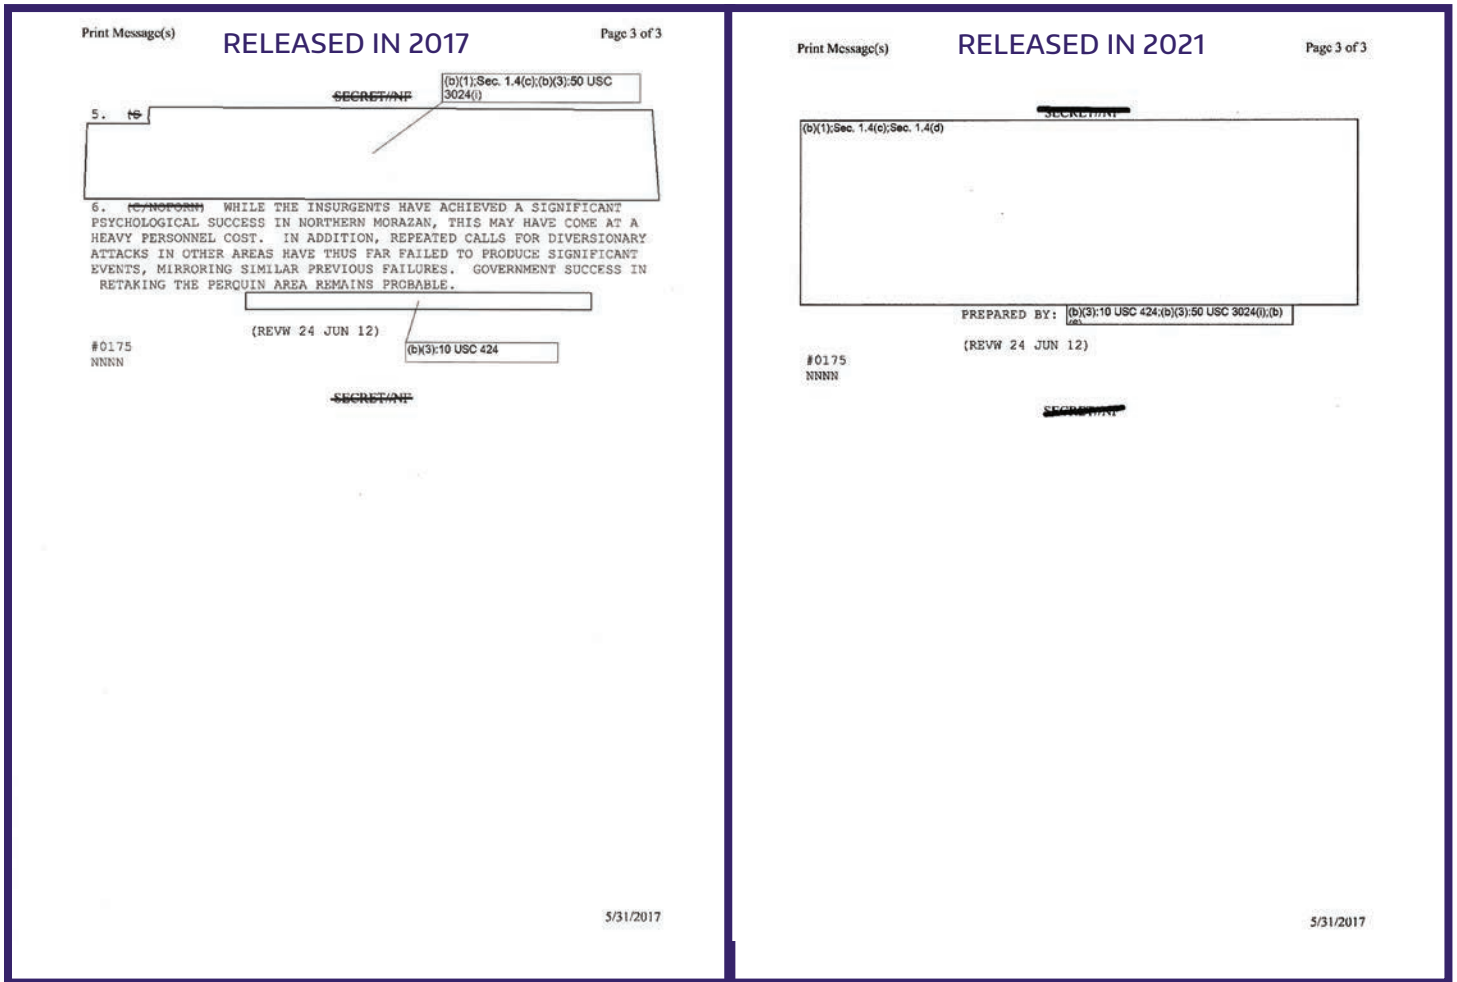 Print Message(s)
RELEASED IN 2017
Page 3 of 3
(b)(1);Sec. 1.4(c);(b)(3):50 USC
3024(i)
SECRET//NF
5. (S
6. (C/NOFORN) WHILE THE INSURGENTS HAVE ACHIEVED A SIGNIFICANT
PSYCHOLOGICAL SUCCESS IN NORTHERN MORAZAN, THIS MAY HAVE COME AT A
HEAVY PERSONNEL COST. IN ADDITION, REPEATED CALLS FOR DIVERSIONARY
ATTACKS IN OTHER AREAS HAVE THUS FAR FAILED TO PRODUCE SIGNIFICANT
EVENTS, MIRRORING SIMILAR PREVIOUS FAILURES. GOVERNMENT SUCCESS IN
RETAKING THE PERQUIN AREA REMAINS PROBABLE.
(REVW 24 JUN 12)
(b)(3):10 USC 424
#0175
NNNN
SECRET//NF
5/31/2017
Print Message(s)
RELEASED IN 2021
Page 3 of 3
SECRET//NF
(b)(1);Sec. 1.4(c);Sec. 1.4(d)
PREPARED BY: (b)(3):10 USC 424;(b)(3):50 USC 3024(i);(b)
(REVW 24 JUN 12)
#0175
NNNN
SECRET//NF
5/31/2017